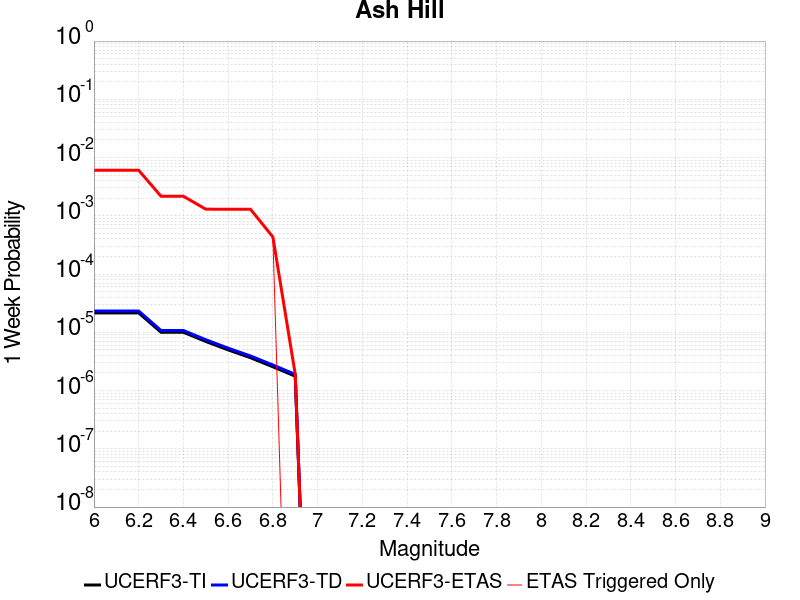 Ash Hill
10^0
10^-1
10^-2
10^-3
10^-4
10^-5
10^-6
10^-7
10^-8
1 Week Probability
6 6.2 6.4 6.6 6.8 7 7.2 7.4 7.6 7.8 8 8.2 8.4 8.6 8.8 9
Magnitude
UCERF3-TI UCERF3-TD UCERF3-ETAS ETAS Triggered Only